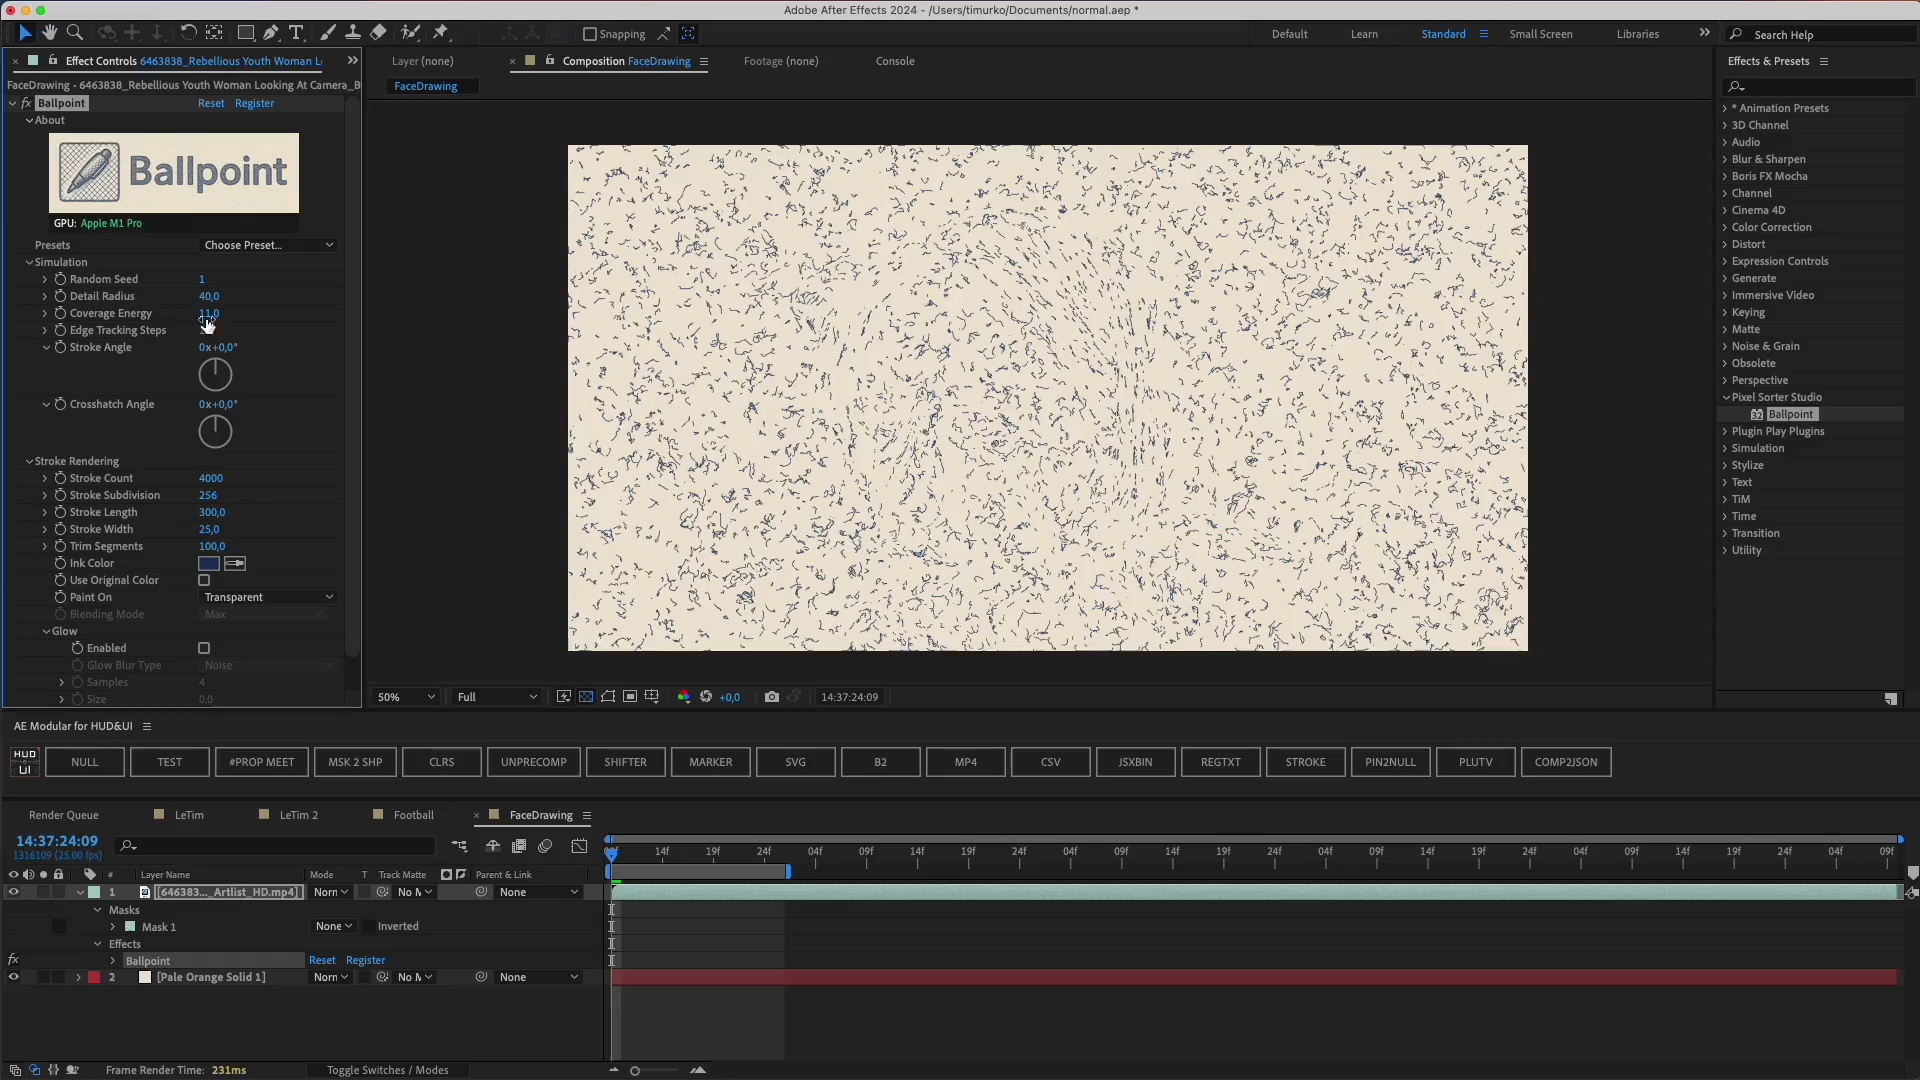 Adobe After Effects 2024 - /Users/timurko/Documents/normal.aep *
Snapping
Default
Learn
Standard
Small Screen
Libraries
Search Help
Effect Controls 6463838_Rebellious Youth Woman L
Layer (none)
Composition FaceDrawing
Footage (none)
Console
Effects & Presets
FaceDrawing - 6463838_Rebellious Youth Woman Looking At Camera_B
FaceDrawing
fx Ballpoint Reset Register
About
Ballpoint
GPU: Apple M1 Pro
Presets Choose Preset...
Simulation
Random Seed 1
Detail Radius 40,0
Coverage Energy 11,0
Edge Tracking Steps
Stroke Angle 0x+0,0°
Crosshatch Angle 0x+0,0°
Stroke Rendering
Stroke Count 4000
Stroke Subdivision 256
Stroke Length 300,0
Stroke Width 25,0
Trim Segments 100,0
Ink Color
Use Original Color
Paint On Transparent
Blending Mode Max
Glow
Enabled
Glow Blur Type Noise
Samples 4
Size 0,0
* Animation Presets
3D Channel
Audio
Blur & Sharpen
Boris FX Mocha
Channel
Cinema 4D
Color Correction
Distort
Expression Controls
Generate
Immersive Video
Keying
Matte
Noise & Grain
Obsolete
Perspective
Pixel Sorter Studio
32 Ballpoint
Plugin Play Plugins
Simulation
Stylize
Text
TiM
Time
Transition
Utility
50% Full +0,0 14:37:24:09
AE Modular for HUD&UI
HUD UI NULL TEST #PROP MEET MSK 2 SHP CLRS UNPRECOMP SHIFTER MARKER SVG B2 MP4 CSV JSXBIN REGTXT STROKE PIN2NULL PLUTV COMP2JSON
Render Queue LeTim LeTim 2 Football FaceDrawing
14:37:24:09
1316109 (25.00 fps)
14f 19f 24f 04f 09f 14f 19f 24f 04f 09f 14f 19f 24f 04f 09f 14f 19f 24f 04f 09f 14f 19f 24f 04f 09f
# Layer Name Mode T Track Matte Parent & Link
1 [646383..._Artlist_HD.mp4] Norn No M None
Masks
Mask 1 None Inverted
Effects
fx Ballpoint Reset Register
2 [Pale Orange Solid 1] Norn No M None
Frame Render Time: 231ms Toggle Switches / Modes